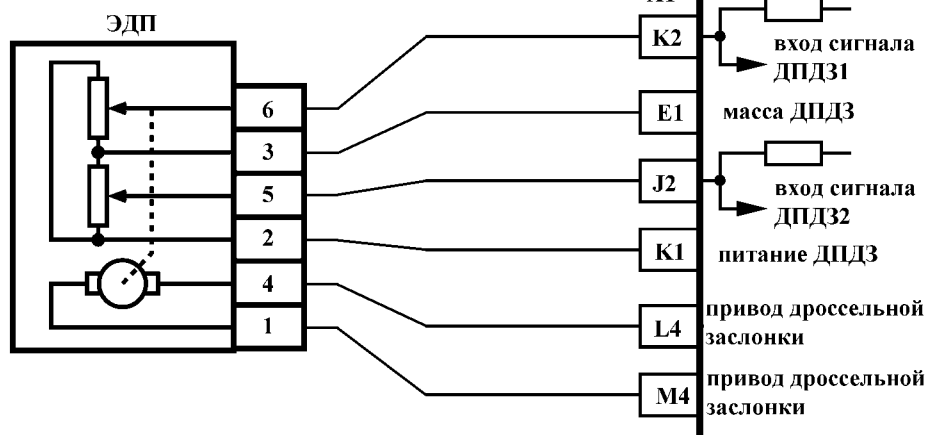 ЭДП
6
3
5
2
4
1
K2
E1
J2
K1
L4
M4
вход сигнала
ДПДЗ1
масса ДПДЗ
вход сигнала
ДПДЗ2
питание ДПДЗ
привод дроссельной
заслонки
привод дроссельной
заслонки